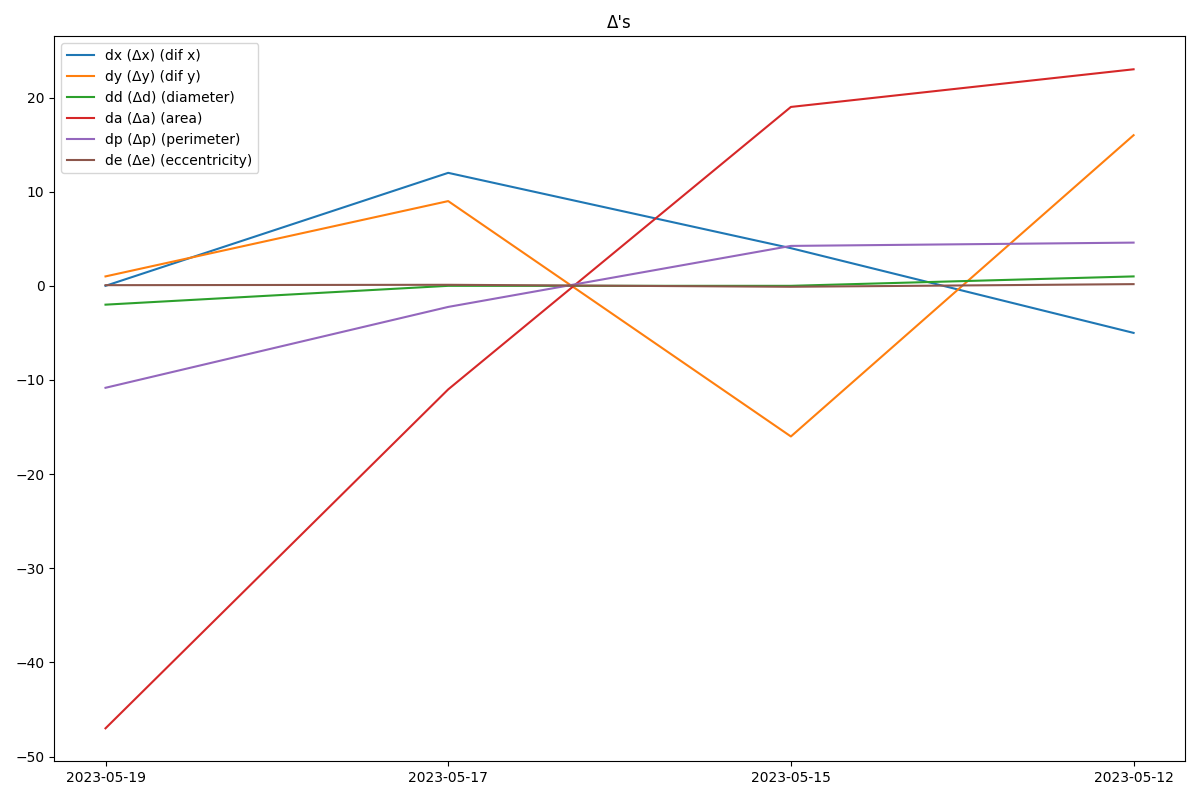 Δ's
dx (Δx) (dif x)
dy (Δy) (dif y)
dd (Δd) (diameter)
da (Δa) (area)
dp (Δp) (perimeter)
de (Δe) (eccentricity)
20
10
0
−10
−20
−30
−40
−50
2023-05-19 2023-05-17 2023-05-15 2023-05-12